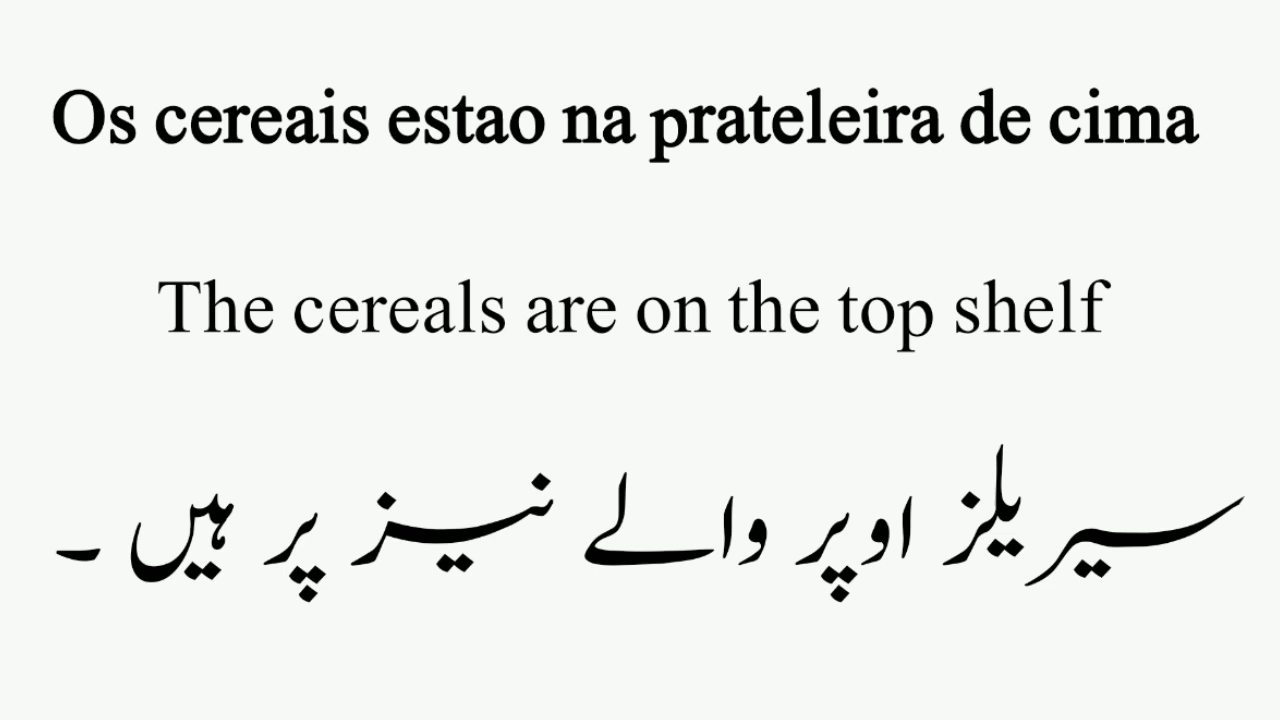 Os cereais estao na prateleira de cima
The cereals are on the top shelf
سیریلز اوپر والے نیز پر ہیں ۔